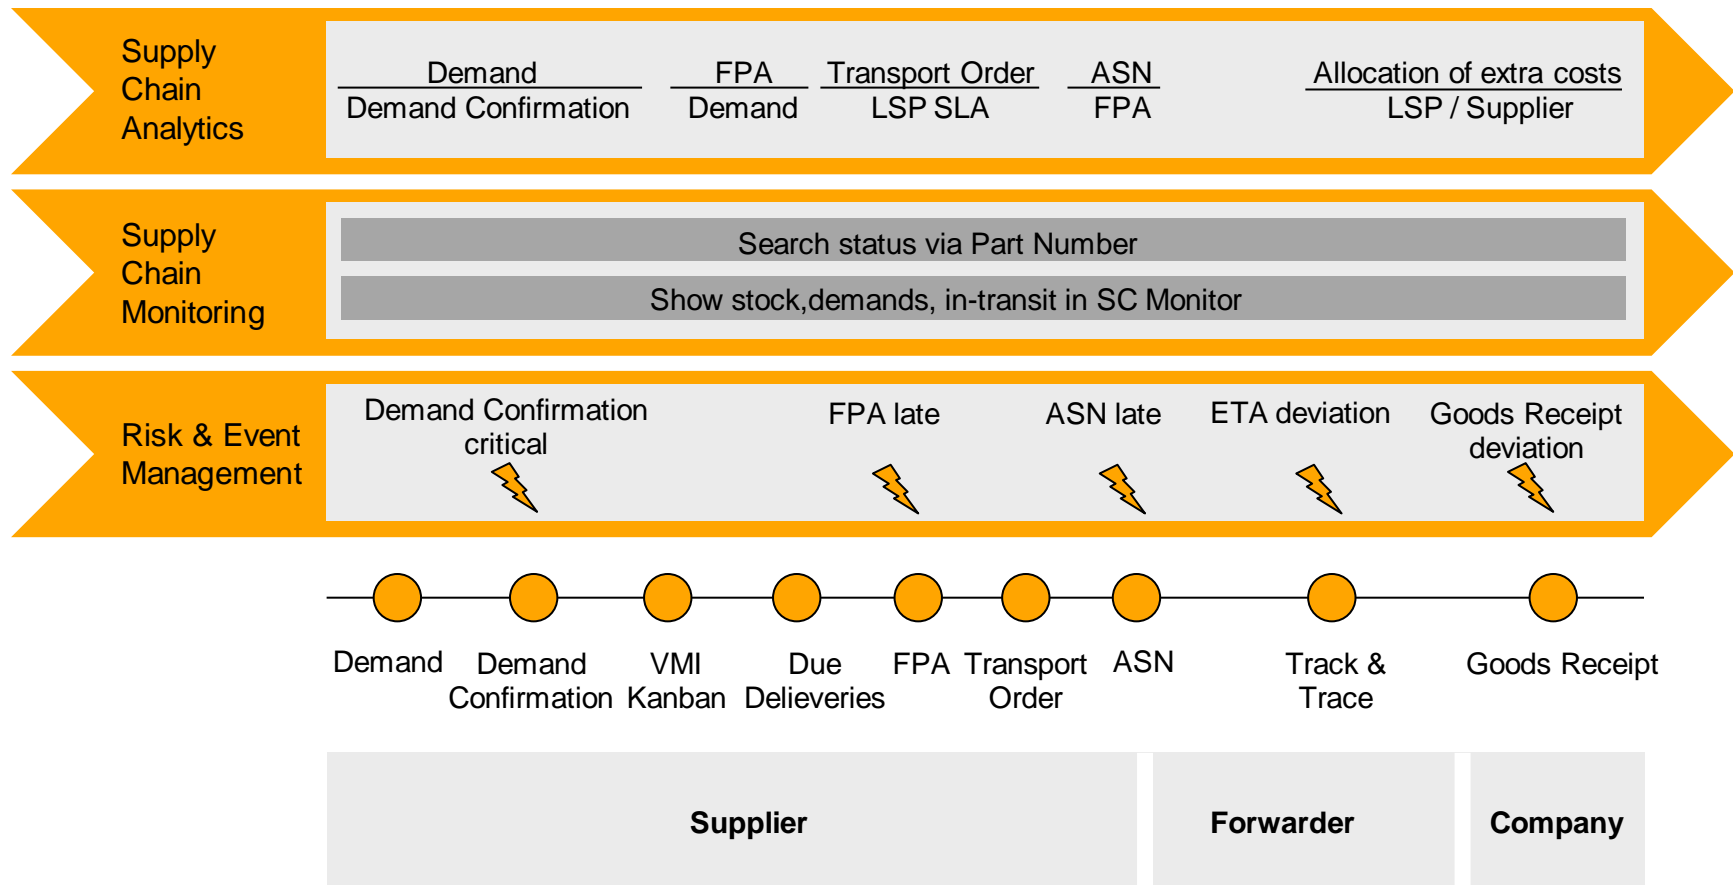 Supply
Chain
Analytics
Demand
Demand Confirmation
FPA
Demand
Transport Order
LSP SLA
ASN
FPA
Allocation of extra costs
LSP / Supplier
Supply
Chain
Monitoring
Search status via Part Number
Show stock,demands, in-transit in SC Monitor
Risk & Event
Management
Demand Confirmation
critical
FPA late
ASN late
ETA deviation
Goods Receipt
deviation
Demand
Demand
Confirmation
VMI
Kanban
Due
Delieveries
FPA
Transport
Order
ASN
Track &
Trace
Goods Receipt
Supplier
Forwarder
Company